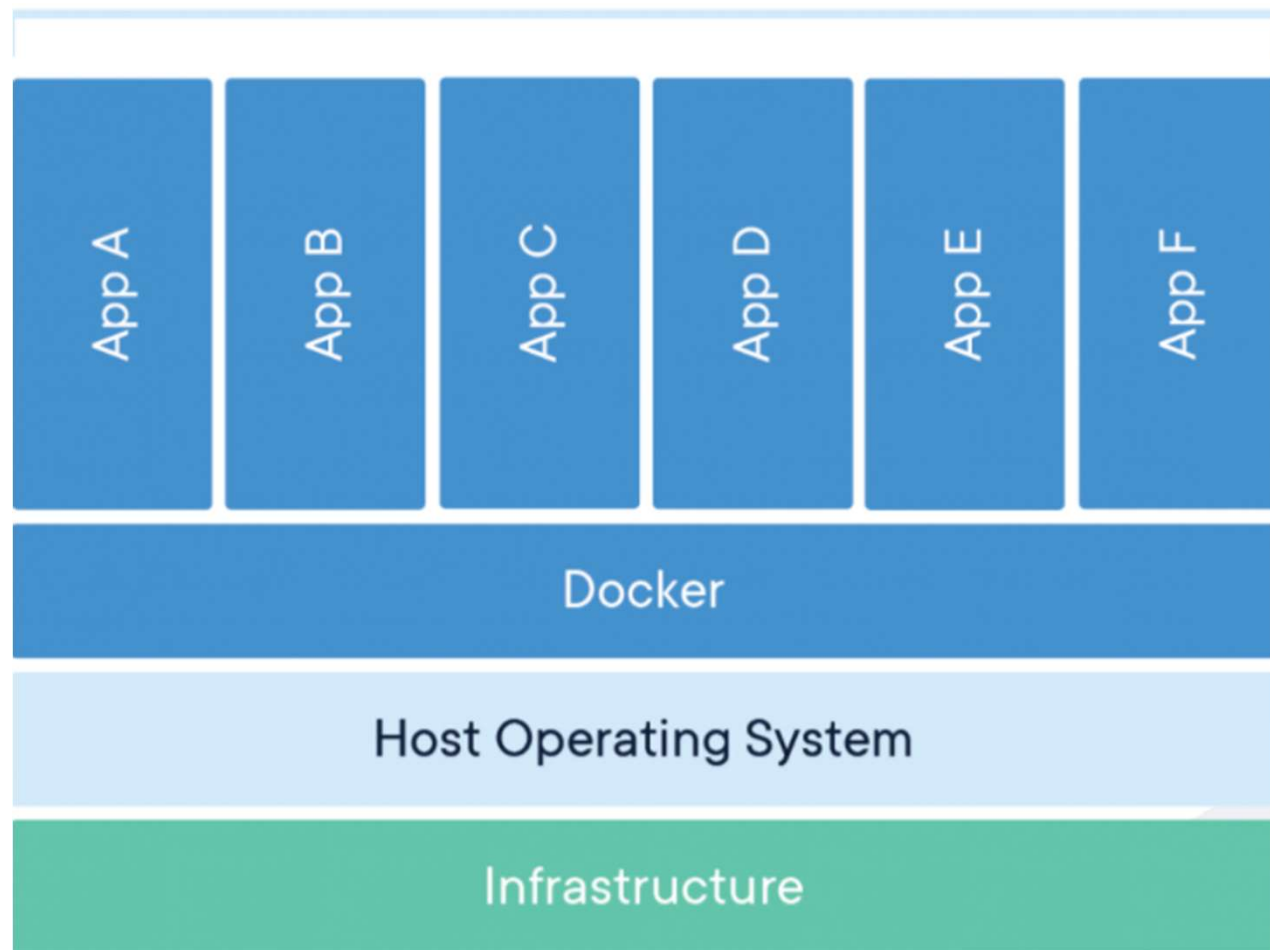 App A
App B
App C
App D
App E
App F
Docker
Host Operating System
Infrastructure